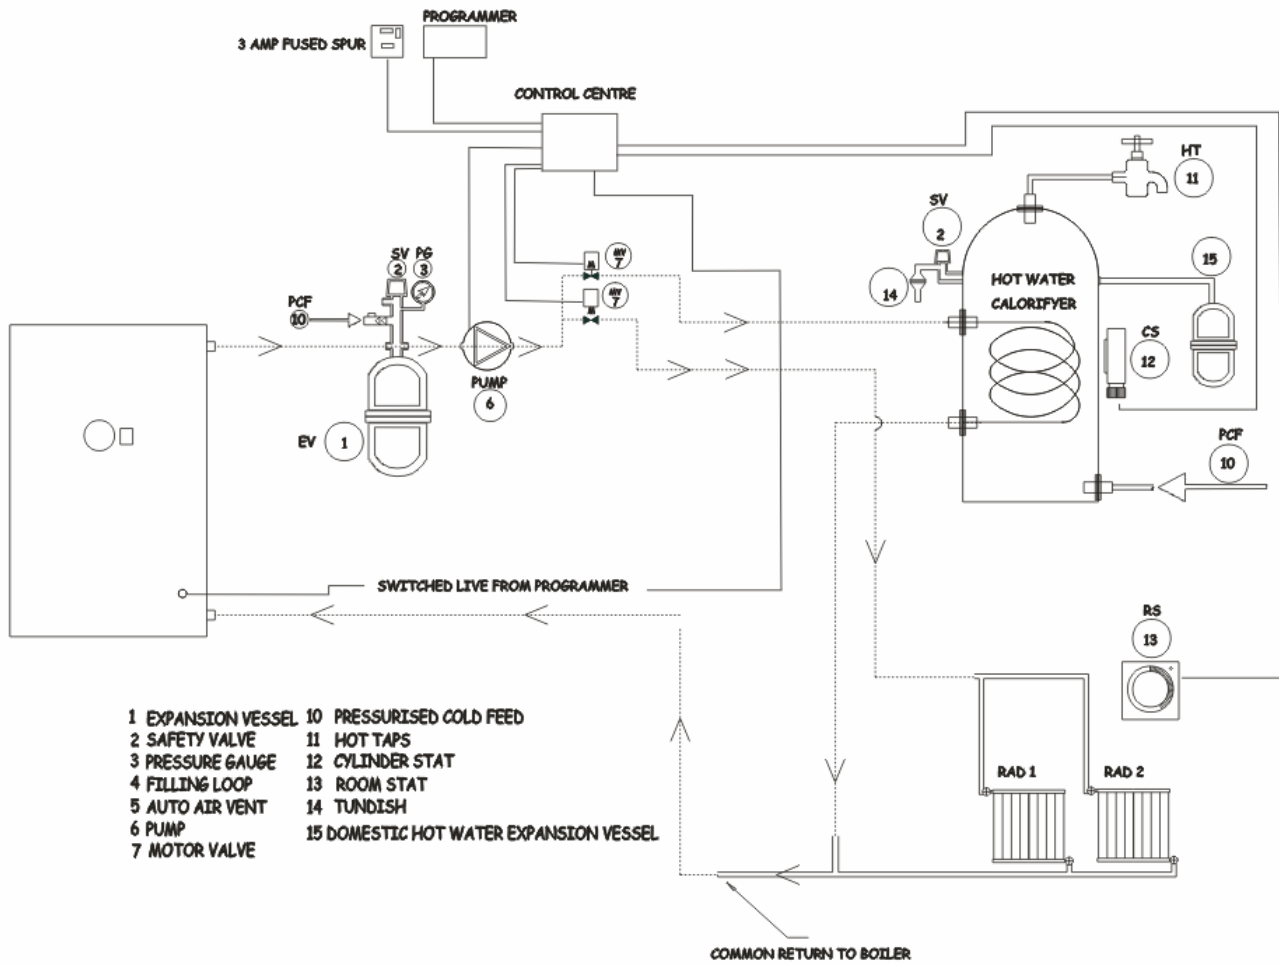 PROGRAMMER
3 AMP FUSED SPUR
CONTROL CENTRE
HT
11
SV
2
15
14
HOT WATER
CALORIFYER
CS
12
PCF
10
SV PG
2 3
MV
7
MV
7
PCF
10
PUMP
6
EV 1
SWITCHED LIVE FROM PROGRAMMER
RS
13
RAD 1
RAD 2
1 EXPANSION VESSEL
2 SAFETY VALVE
3 PRESSURE GAUGE
4 FILLING LOOP
5 AUTO AIR VENT
6 PUMP
7 MOTOR VALVE
10 PRESSURISED COLD FEED
11 HOT TAPS
12 CYLINDER STAT
13 ROOM STAT
14 TUNDISH
15 DOMESTIC HOT WATER EXPANSION VESSEL
COMMON RETURN TO BOILER